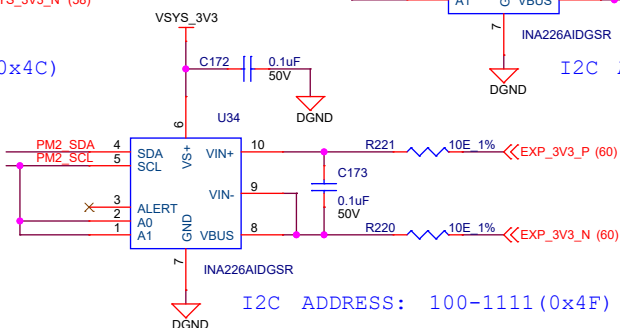 YS_3V3_N (58)
A1
VBUS
7
INA226AIDGSR
DGND
I2C
0x4C)
VSYS_3V3
C172
0.1uF
50V
DGND
6
U34
PM2_SDA
4
SDA
VS+
VIN+
10
R221
10E_1%
EXP_3V3_P (60)
PM2_SCL
5
SCL
C173
0.1uF
50V
VIN-
9
3
ALERT
2
A0
1
A1
GND
VBUS
8
R220
10E_1%
EXP_3V3_N (60)
7
INA226AIDGSR
DGND
I2C ADDRESS: 100-1111(0x4F)